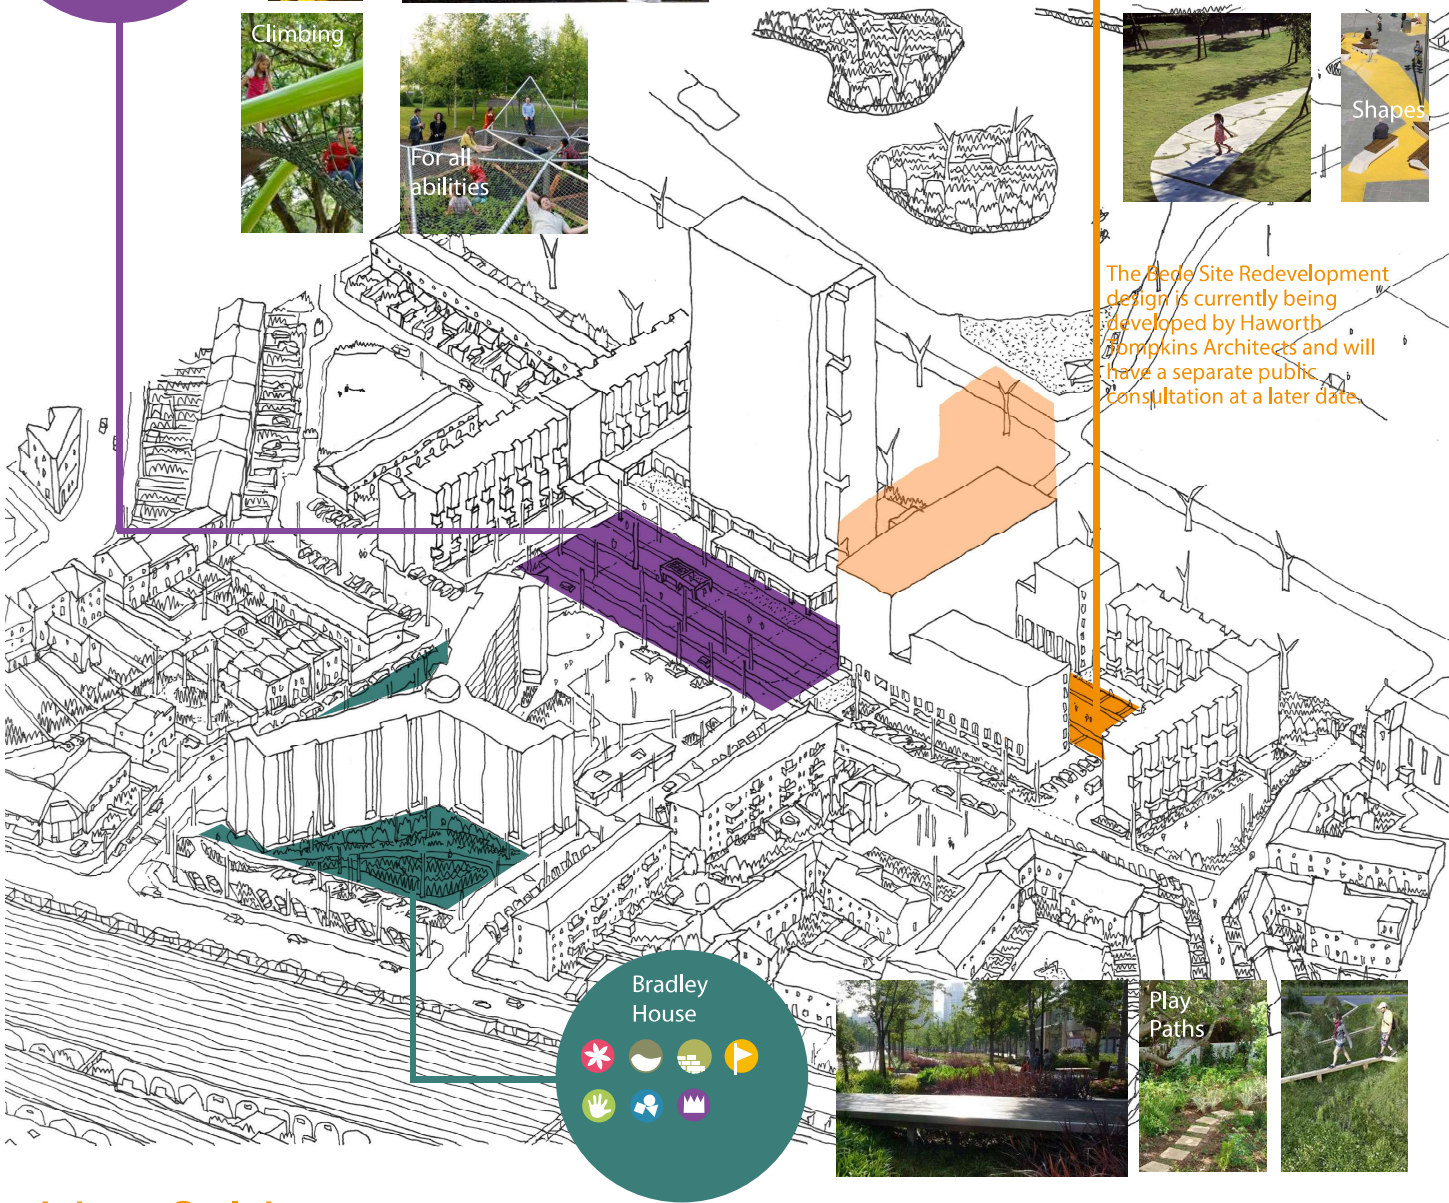 Climbing
For all
abilities
Shapes
The Bede Site Redevelopment
design is currently being
developed by Haworth
Tompkins Architects and will
have a separate public
consultation at a later date.
Bradley
House
Play
Paths